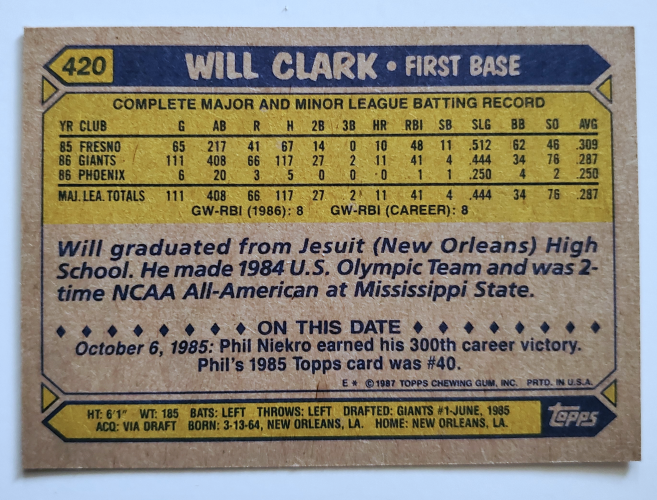 420 WILL CLARK • FIRST BASE
COMPLETE MAJOR AND MINOR LEAGUE BATTING RECORD
YR CLUB G AB R H 2B 3B HR RBI SB SLG BB SO AVG
85 FRESNO 65 217 41 67 14 0 10 48 11 .512 62 46 .309
86 GIANTS 111 408 66 117 27 2 11 41 4 .444 34 76 .287
86 PHOENIX 6 20 3 5 0 0 0 1 1 .250 4 2 .250
MAJ. LEA. TOTALS 111 408 66 117 27 2 11 41 4 .444 34 76 .287
GW-RBI (1986): 8 GW-RBI (CAREER): 8
Will graduated from Jesuit (New Orleans) High
School. He made 1984 U.S. Olympic Team and was 2-
time NCAA All-American at Mississippi State.
ON THIS DATE
October 6, 1985: Phil Niekro earned his 300th career victory.
Phil's 1985 Topps card was #40.
E* © 1987 TOPPS CHEWING GUM, INC. PRTD. IN U.S.A.
HT: 6'1" WT: 185 BATS: LEFT THROWS: LEFT DRAFTED: GIANTS #1-JUNE, 1985
ACQ: VIA DRAFT BORN: 3-13-64, NEW ORLEANS, LA. HOME: NEW ORLEANS, LA.
topps